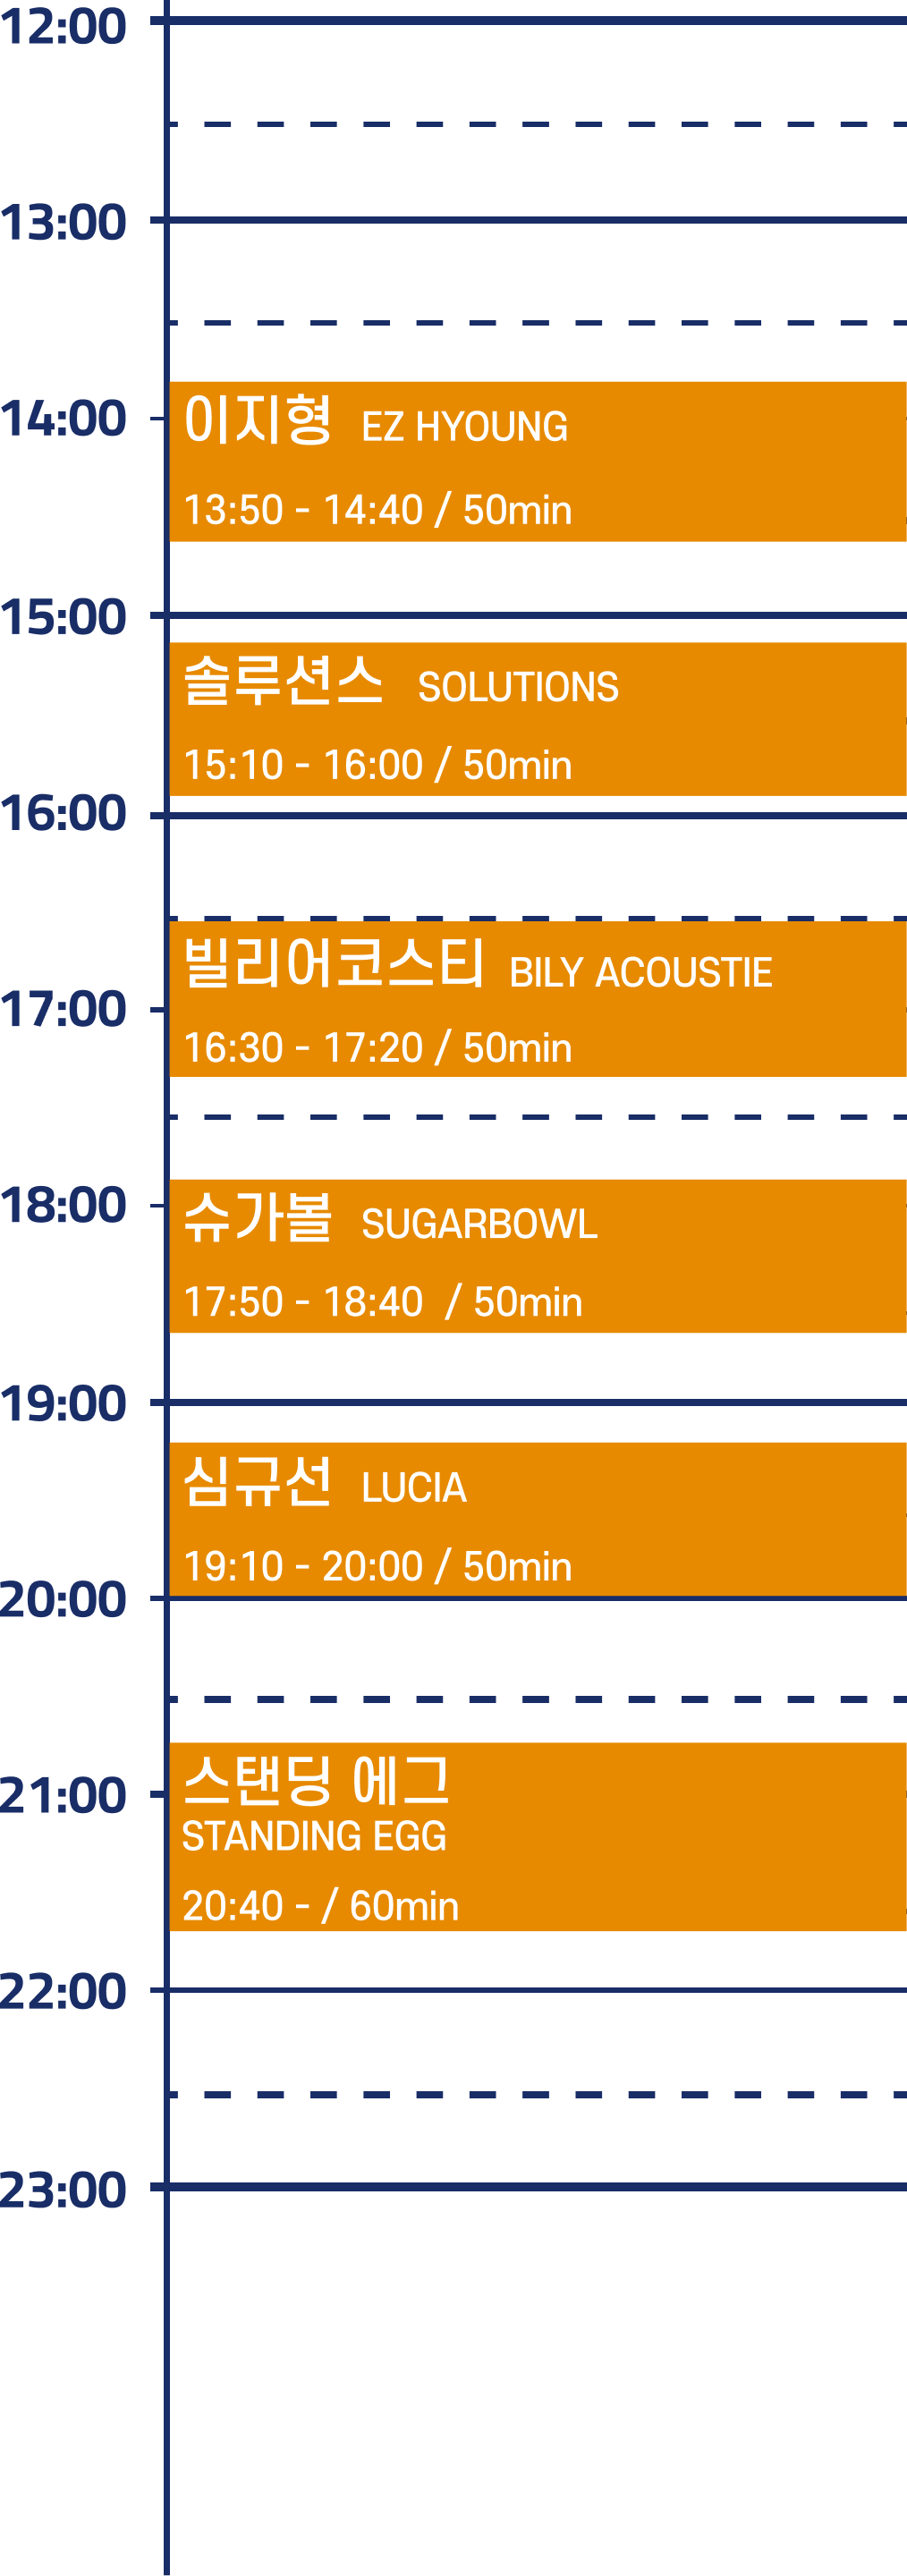 12:00
13:00
14:00
이지형 EZ HYOUNG
13:50 - 14:40 / 50min
15:00
솔루션스 SOLUTIONS
15:10 - 16:00 / 50min
16:00
빌리어코스티 BILY ACOUSTIE
17:00
16:30 - 17:20 / 50min
18:00
슈가볼 SUGARBOWL
17:50 - 18:40 / 50min
19:00
심규선 LUCIA
19:10 - 20:00 / 50min
20:00
스탠딩 에그
21:00
STANDING EGG
20:40 - / 60min
22:00
23:00